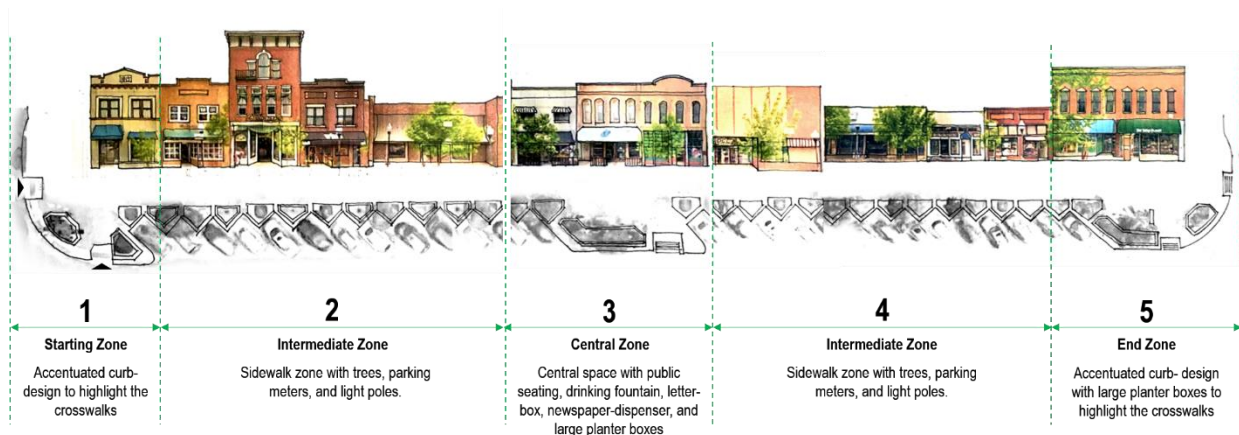 1
Starting Zone
Accentuated curb-
design to highlight the
crosswalks
2
Intermediate Zone
Sidewalk zone with trees, parking
meters, and light poles.
3
Central Zone
Central space with public
seating, drinking fountain, letter-
box, newspaper-dispenser, and
large planter boxes
4
Intermediate Zone
Sidewalk zone with trees, parking
meters, and light poles.
5
End Zone
Accentuated curb- design
with large planter boxes to
highlight the crosswalks